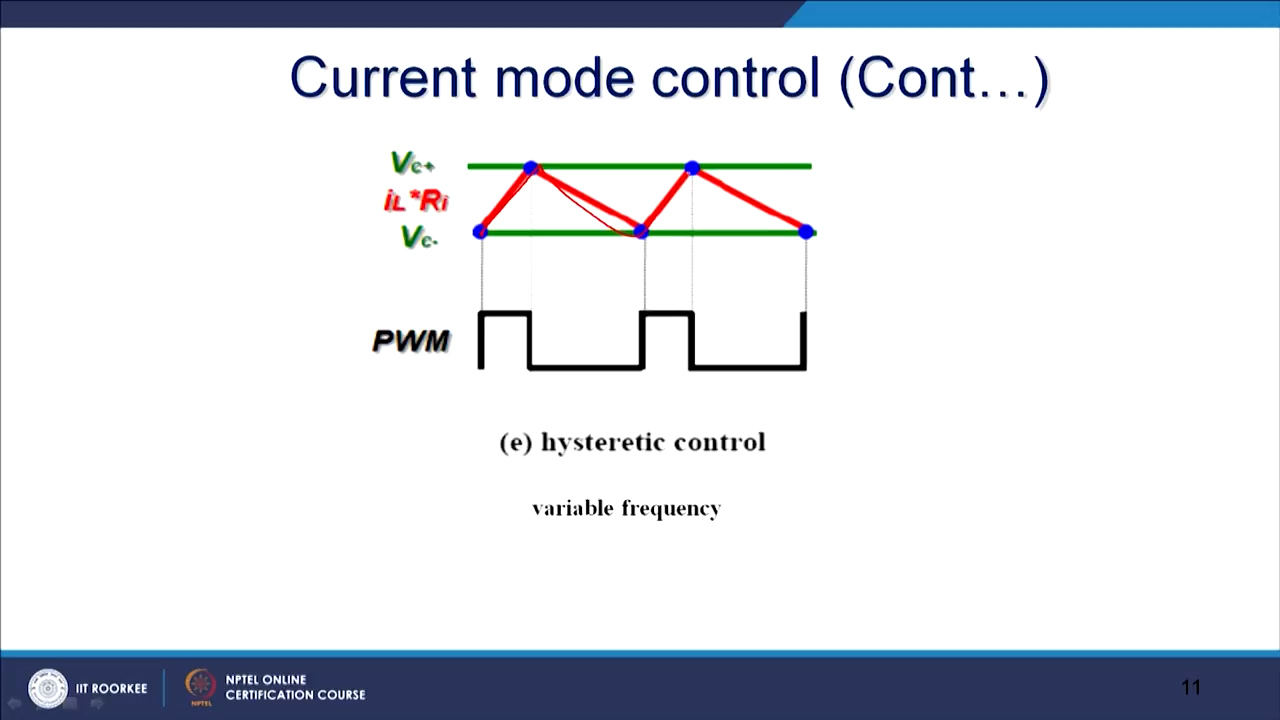 Current mode control (Cont...)
Vc+
iL*Ri
Vc-
PWM
(e) hysteretic control
variable frequency
IIT ROORKEE
NPTEL
NPTEL ONLINE
CERTIFICATION COURSE
11